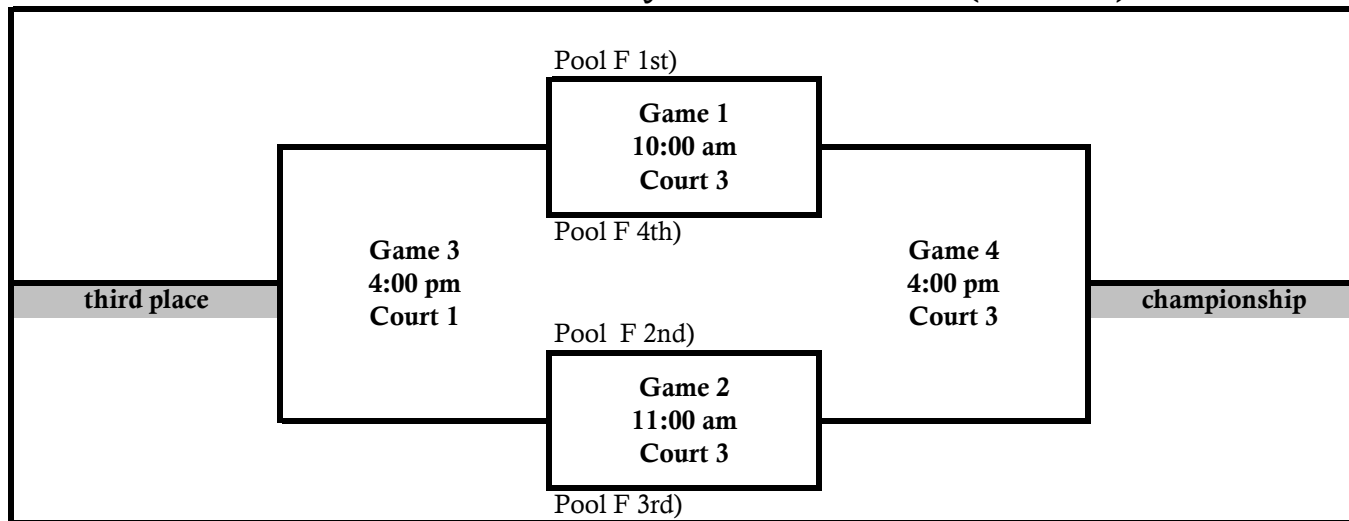 Pool F 1st)
Game 1
10:00 am
Court 3
Pool F 4th)
Game 3
4:00 pm
Court 1
Game 4
4:00 pm
Court 3
third place
championship
Pool  F 2nd)
Game 2
11:00 am
Court 3
Pool F 3rd)